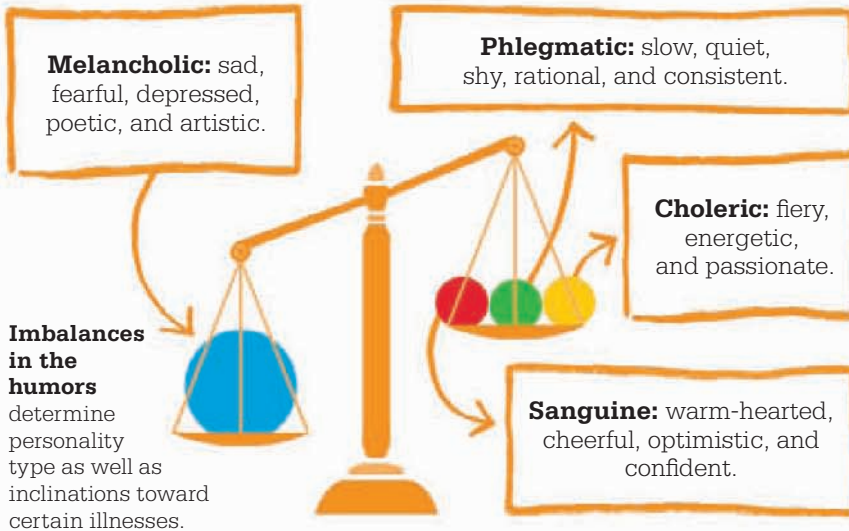 Melancholic: sad,
fearful, depressed,
poetic, and artistic.
Phlegmatic: slow, quiet,
shy, rational, and consistent.
Choleric: fiery,
energetic,
and passionate.
Imbalances
in the
humors
determine
personality
type as well as
inclinations toward
certain illnesses.
Sanguine: warm-hearted,
cheerful, optimistic, and
confident.